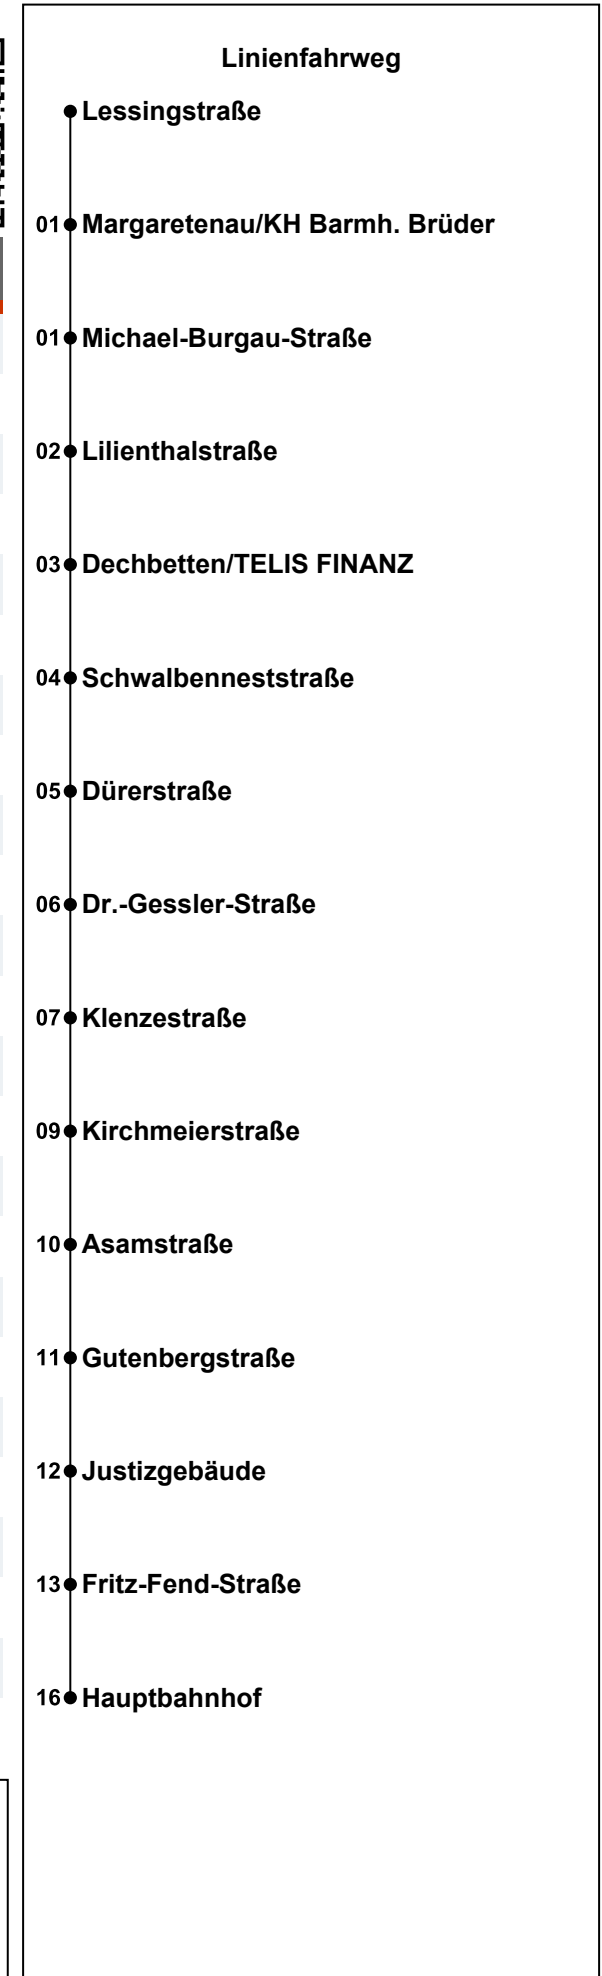 Linienfahrweg
Lessingstraße
01 Margaretenau/KH Barmh. Brüder
01 Michael-Burgau-Straße
02 Lilienthalstraße
03 Dechbetten/TELIS FINANZ
04 Schwalbenneststraße
05 Dürerstraße
06 Dr.-Gessler-Straße
07 Klenzestraße
09 Kirchmeierstraße
10 Asamstraße
11 Gutenbergstraße
12 Justizgebäude
13 Fritz-Fend-Straße
16 Hauptbahnhof